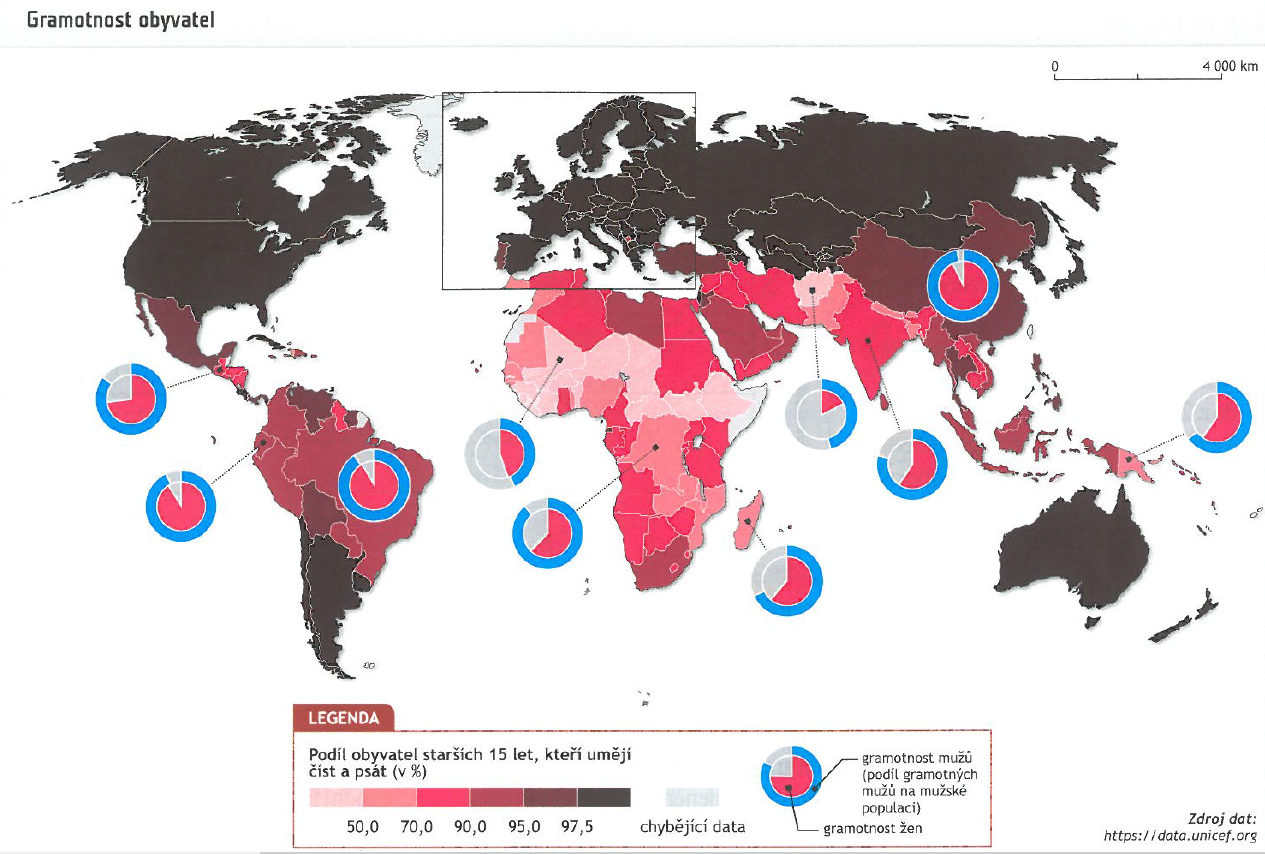 Gramotnost obyvatel
0 4 000 km
LEGENDA
Podíl obyvatel starších 15 let, kteří umějí
číst a psát (v %)
50,0 70,0 90,0 95,0 97,5
chybějící data
gramotnost mužů
(podíl gramotných
mužů na mužské
populaci)
gramotnost žen
Zdroj dat:
https://data.unicef.org